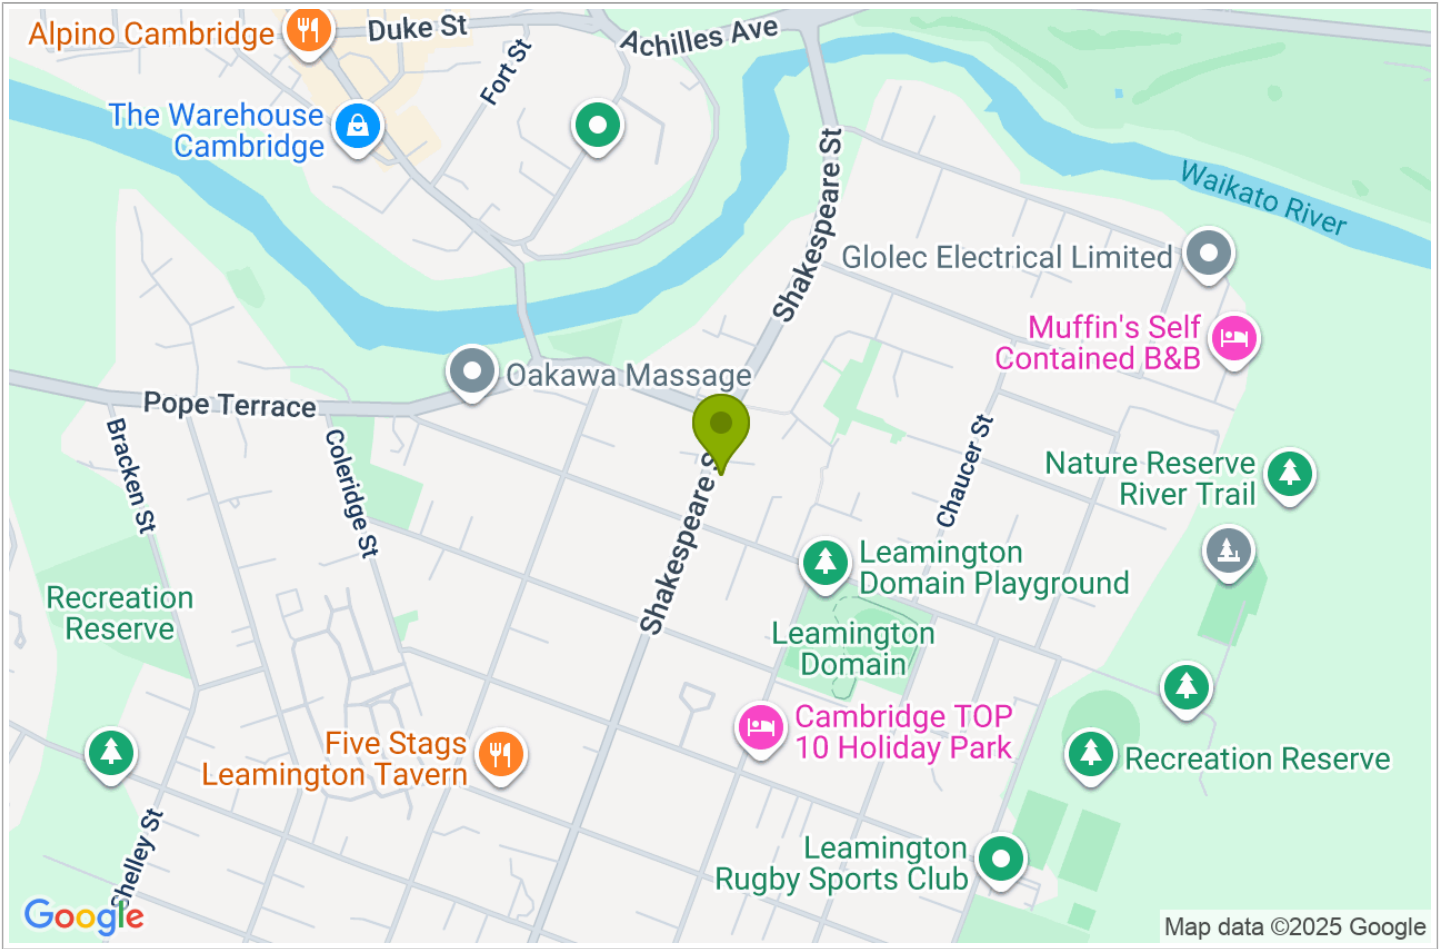 Alpino Cambridge
Duke St
Achilles Ave
Fort St
The Warehouse
Cambridge
Shakespeare St
Waikato River
Glolec Electrical Limited
Muffin's Self
Contained B&B
Oakawa Massage
Pope Terrace
Bracken St
Coleridge St
Chaucer St
Nature Reserve
River Trail
Shakespeare St
Leamington
Domain Playground
Recreation
Reserve
Leamington
Domain
Cambridge TOP
10 Holiday Park
Five Stags
Leamington Tavern
Recreation Reserve
Shelley St
Leamington
Rugby Sports Club
Google
Map data ©2025 Google